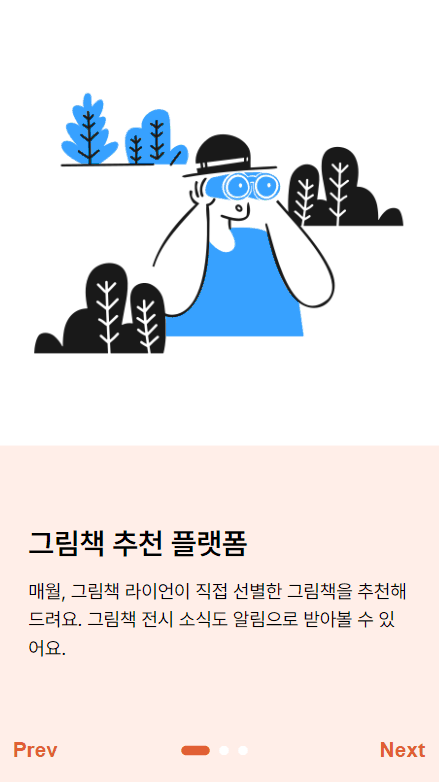 그림책 추천 플랫폼
매월, 그림책 라이언이 직접 선별한 그림책을 추천해
드려요. 그림책 전시 소식도 알림으로 받아볼 수 있
어요.
Prev
Next